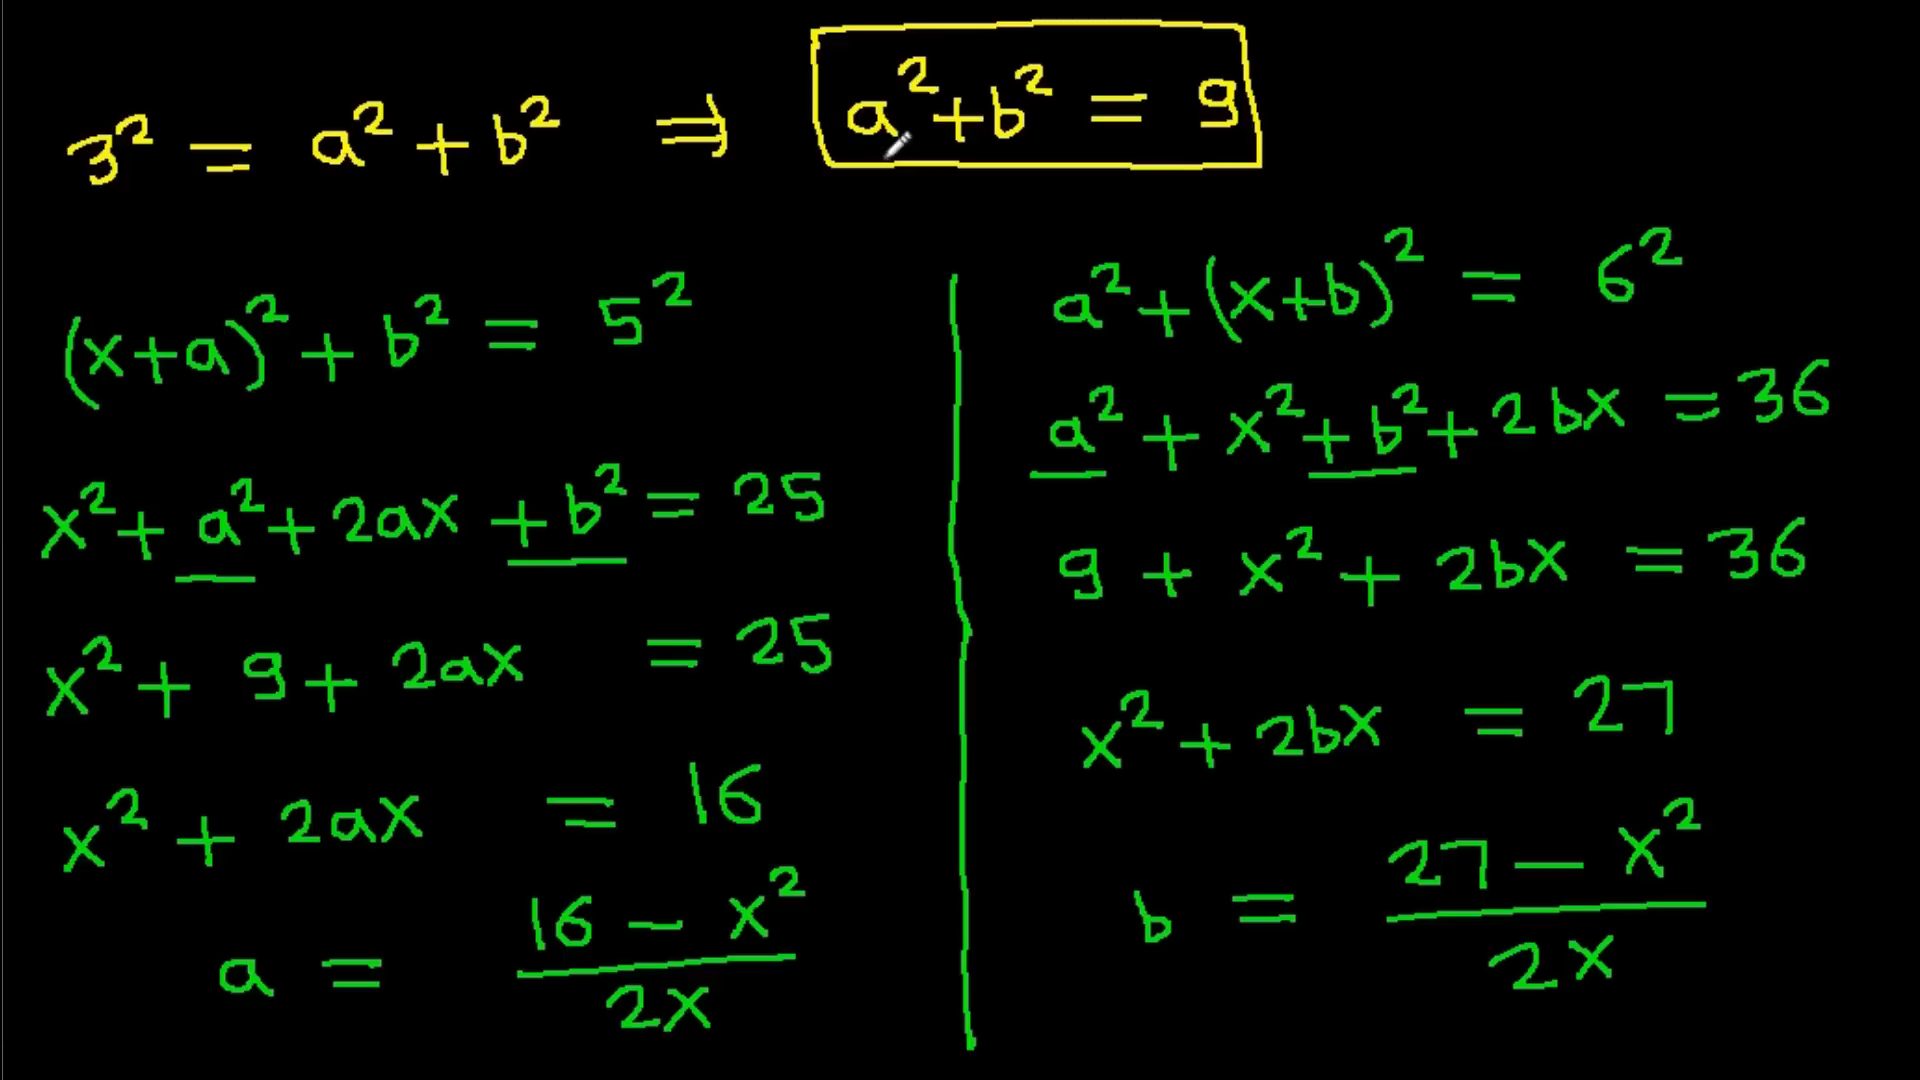 3² = a² + b² ⇒ a² + b² = 9
(x+a)² + b² = 5²
x² + a² + 2ax + b² = 25
x² + 9 + 2ax = 25
x² + 2ax = 16
a = (16 - x²)/(2x)
a² + (x+b)² = 6²
a² + x² + b² + 2bx = 36
9 + x² + 2bx = 36
x² + 2bx = 27
b = (27 - x²)/(2x)